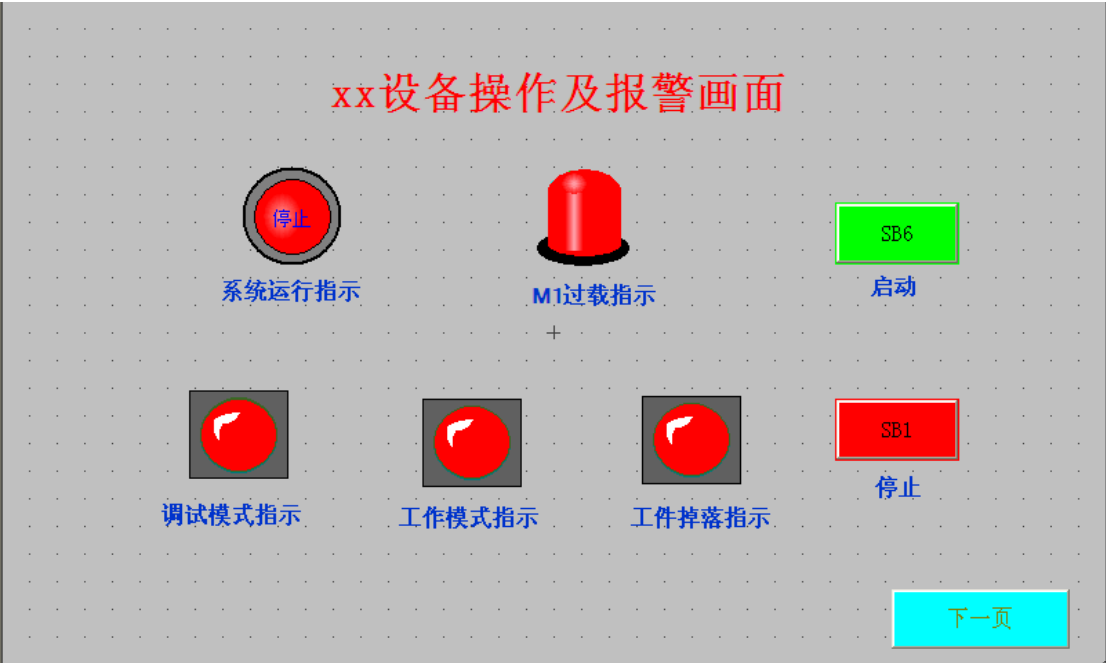 xx设备操作及报警画面
停止
SB6
系统运行指示
M1过载指示
启动
SB1
停止
调试模式指示
工作模式指示
工件掉落指示
下一页